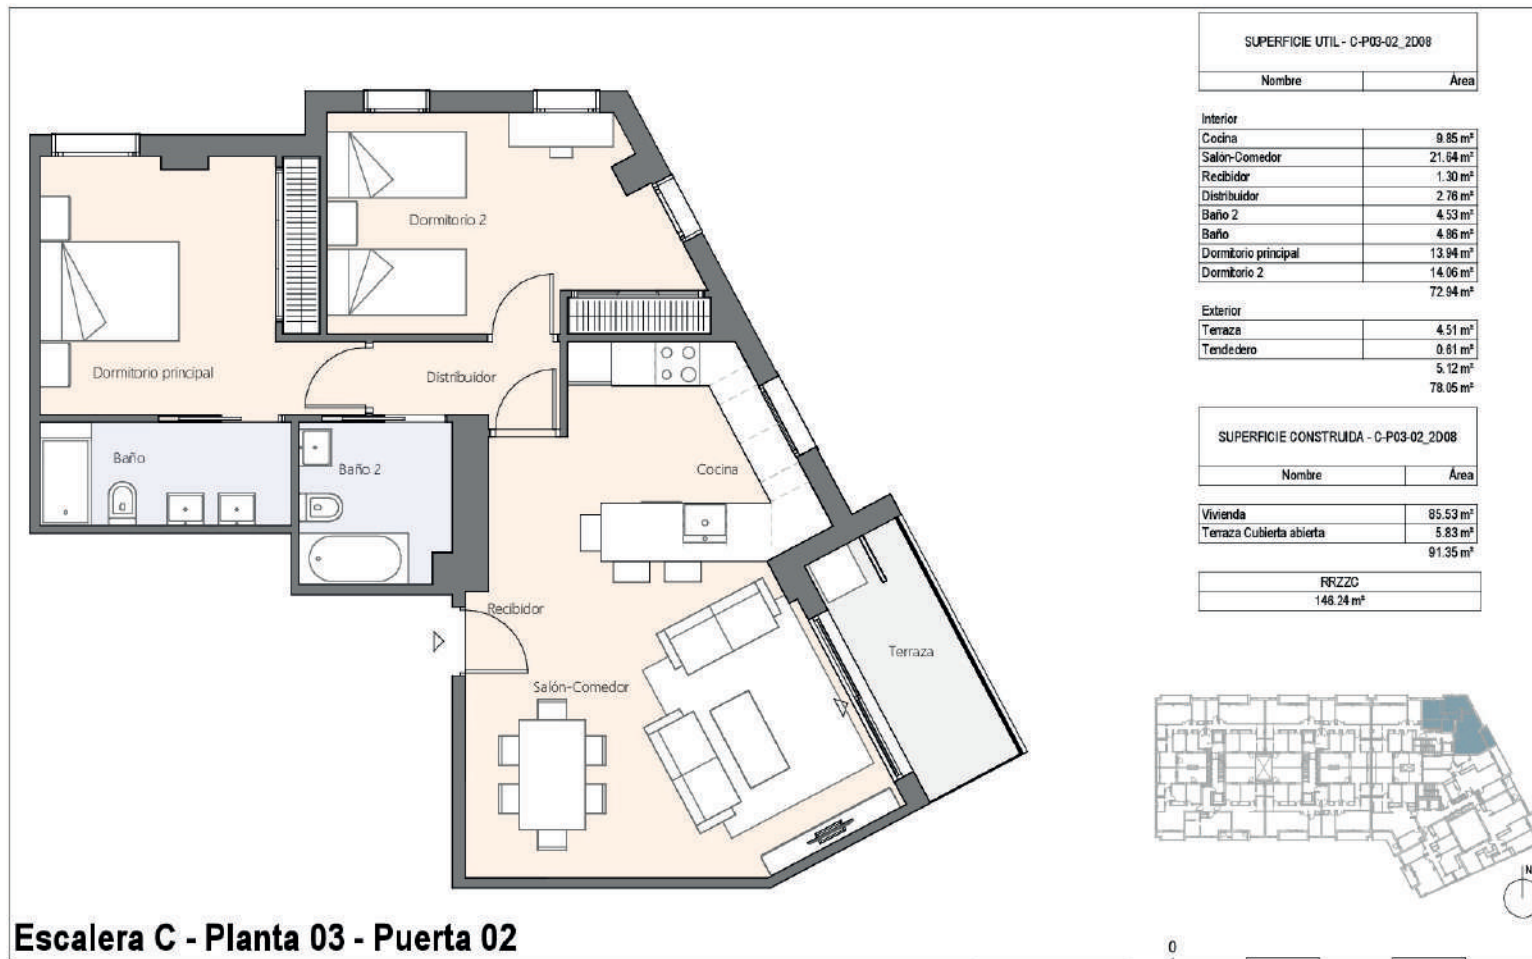 SUPERFICIE UTIL - C-P03-02_2D08
Nombre Área
Interior
Cocina 9.85 m²
Salón-Comedor 21.64 m²
Recibidor 1.30 m²
Distribuidor 2.76 m²
Baño 2 4.53 m²
Baño 4.86 m²
Dormitorio principal 13.94 m²
Dormitorio 2 14.06 m²
72.94 m²
Exterior
Terraza 4.51 m²
Tendedero 0.61 m²
5.12 m²
78.05 m²
SUPERFICIE CONSTRUIDA - C-P03-02_2D08
Nombre Área
Vivienda 85.53 m²
Terraza Cubierta abierta 5.83 m²
91.35 m²
RRZZC
146.24 m²
Dormitorio 2
Dormitorio principal
Distribuidor
Baño
Baño 2
Cocina
Recibidor
Terraza
Salón-Comedor
N
Escalera C - Planta 03 - Puerta 02
0